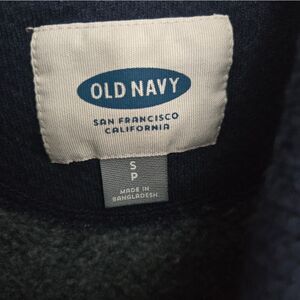 OLD NAVY
SAN FRANCISCO
CALIFORNIA
S
P
MADE IN
BANGLADESH